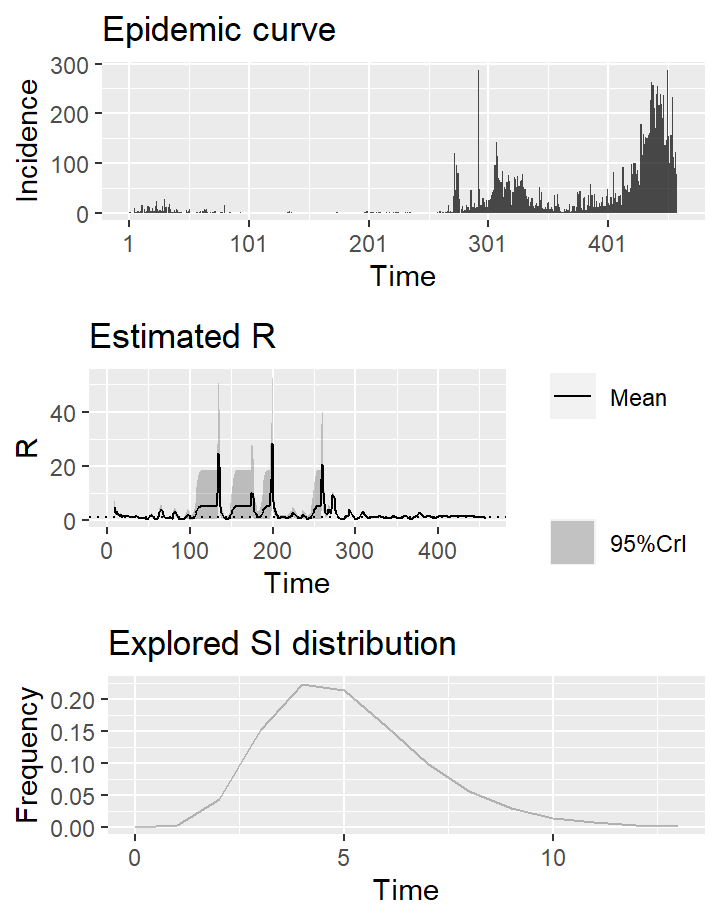 Epidemic curve
300
200
100
0
Incidence
1 101 201 301 401
Time
Estimated R
40
20
0
R
0 100 200 300 400
Time
Mean
95%CrI
Explored SI distribution
0.20
0.15
0.10
0.05
0.00
Frequency
0 5 10
Time